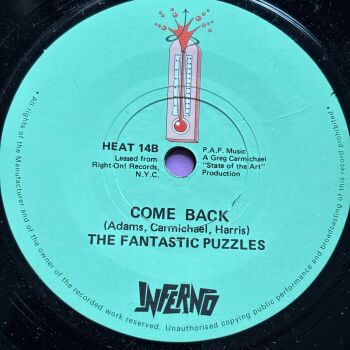 HEAT 14B
Leased from
Right-On! Records,
N.Y.C.
P.A.P. Music
A Greg Carmichael
"State of the Art"
Production
COME BACK
(Adams, Carmichael, Harris)
THE FANTASTIC PUZZLES
INFERNO
• All rights of the Manufacturer and of the owner of the recorded work reserved. Unauthorised copying public performance and broadcasting of this record prohibited. •